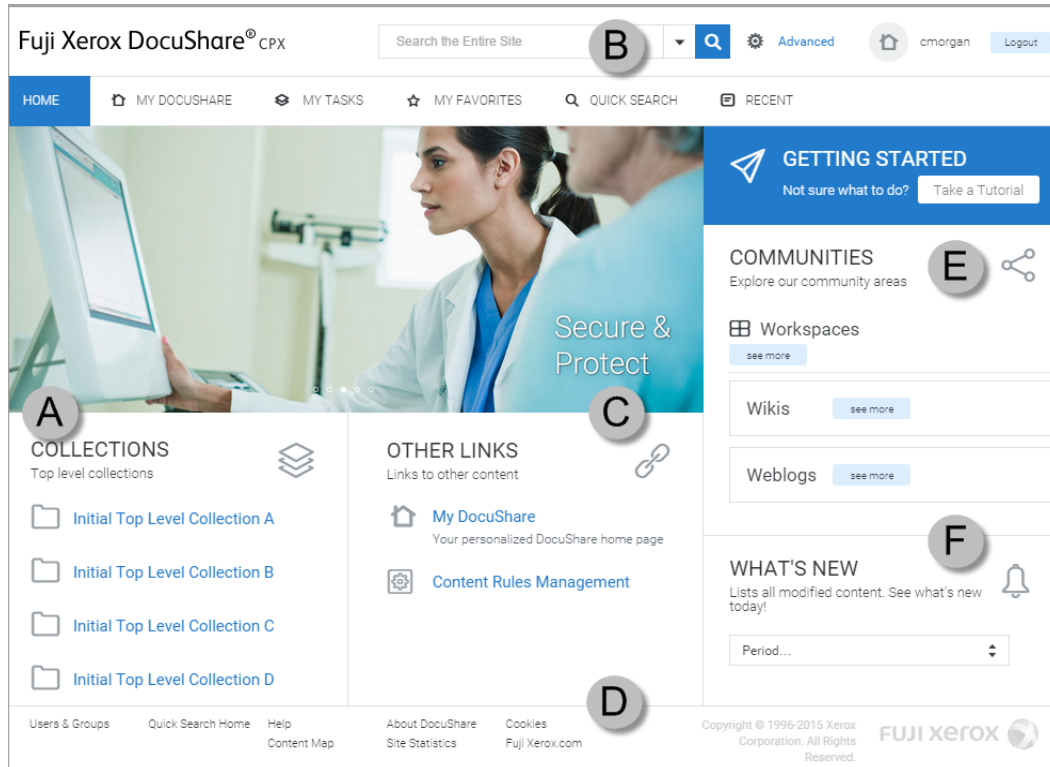 Fuji Xerox DocuShare® CPX
Search the Entire Site
B
Advanced
cmorgan
Logout
HOME
MY DOCUSHARE
MY TASKS
MY FAVORITES
QUICK SEARCH
RECENT
Secure &
Protect
GETTING STARTED
Not sure what to do?
Take a Tutorial
COMMUNITIES
Explore our community areas
E
Workspaces
see more
Wikis
see more
Weblogs
see more
A
COLLECTIONS
Top level collections
Initial Top Level Collection A
Initial Top Level Collection B
Initial Top Level Collection C
Initial Top Level Collection D
C
OTHER LINKS
Links to other content
My DocuShare
Your personalized DocuShare home page
Content Rules Management
F
WHAT'S NEW
Lists all modified content. See what's new
today!
Period...
D
Users & Groups
Quick Search Home
Help
Content Map
About DocuShare
Site Statistics
Cookies
Fuji Xerox.com
Copyright © 1996-2015 Xerox
Corporation. All Rights
Reserved.
FUJI xerox